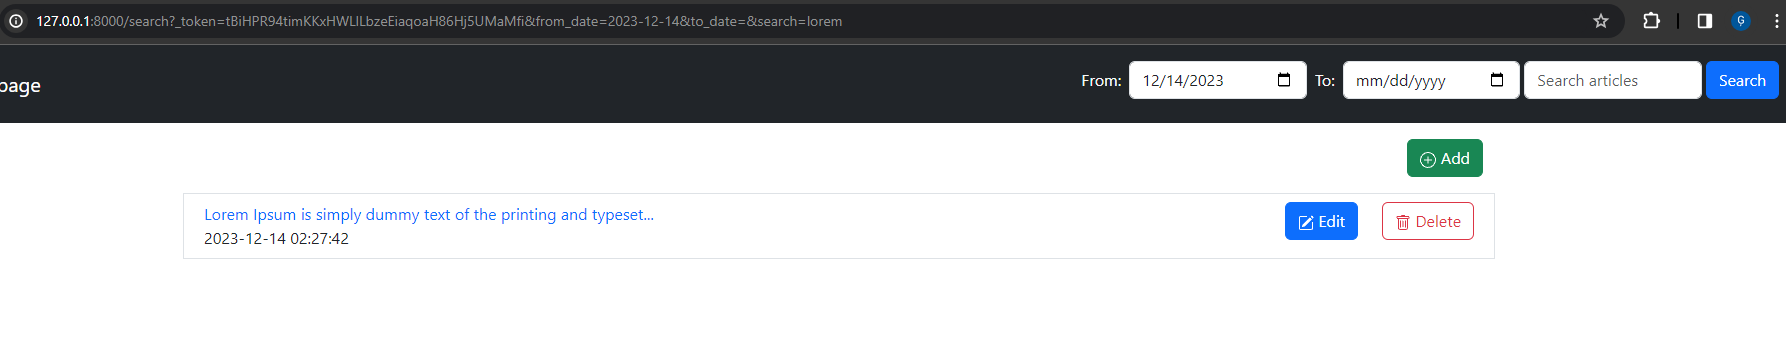 127.0.0.1:8000/search?_token=tBiHPR94timKKxHWLlLbzeEiaqoaH86Hj5UMaMfi&from_date=2023-12-14&to_date=&search=lorem
Ģ
page
From: 12/14/2023 To: mm/dd/yyyy Search articles Search
Add
Lorem Ipsum is simply dummy text of the printing and typeset...
2023-12-14 02:27:42
Edit Delete